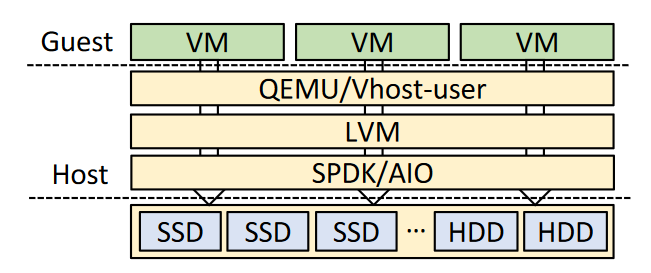 Guest VM VM VM
QEMU/Vhost-user
LVM
Host SPDK/AIO
SSD SSD SSD ... HDD HDD